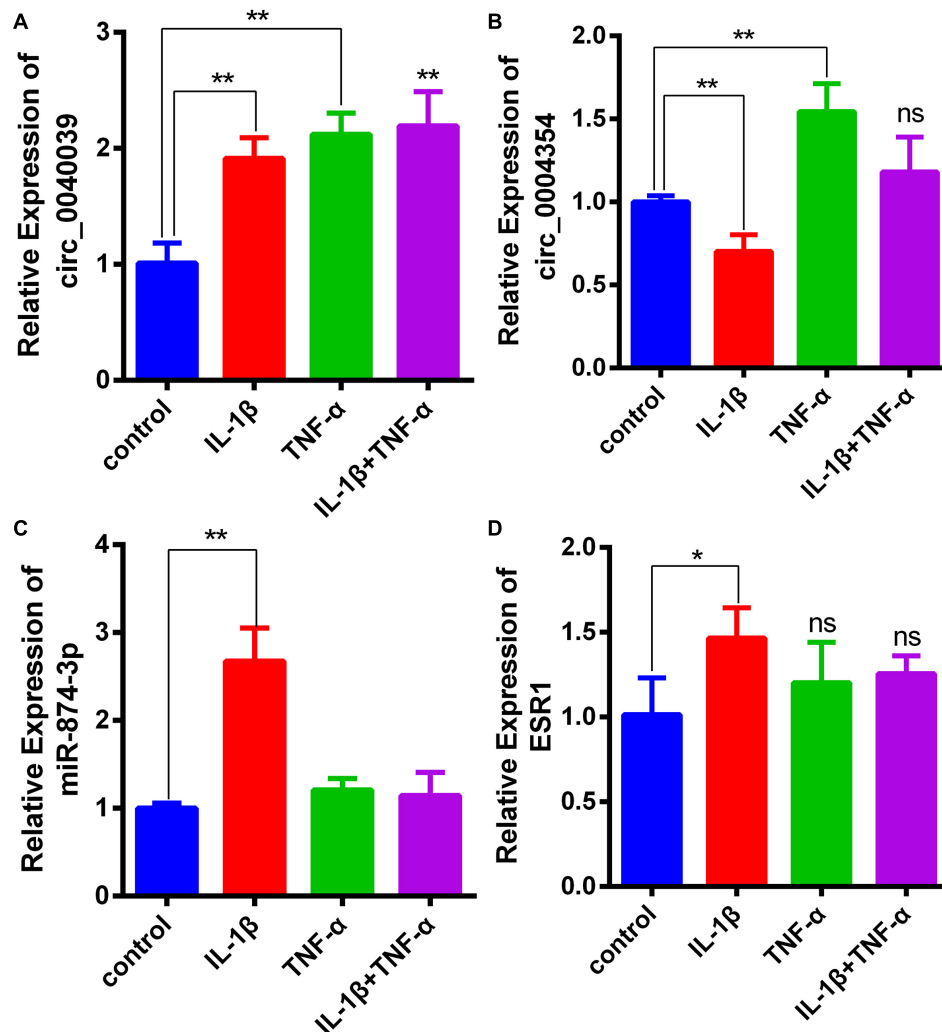 A
Relative Expression of
circ_0040039
3
2
1
0
**
**
**
control
IL-1β
TNF-α
IL-1β+TNF-α
B
Relative Expression of
circ_0004354
2.0
1.5
1.0
0.5
0.0
**
**
ns
control
IL-1β
TNF-α
IL-1β+TNF-α
C
Relative Expression of
miR-874-3p
4
3
2
1
0
**
control
IL-1β
TNF-α
IL-1β+TNF-α
D
Relative Expression of
ESR1
2.0
1.5
1.0
0.5
0.0
*
ns
ns
control
IL-1β
TNF-α
IL-1β+TNF-α